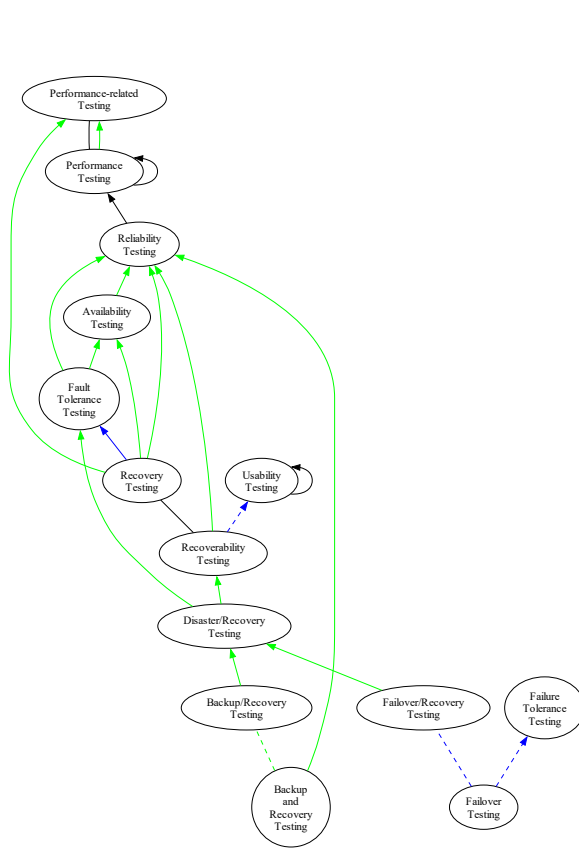 Performance-related
Testing
Performance
Testing
Reliability
Testing
Availability
Testing
Fault
Tolerance
Testing
Recovery
Testing
Usability
Testing
Recoverability
Testing
Disaster/Recovery
Testing
Backup/Recovery
Testing
Failover/Recovery
Testing
Failure
Tolerance
Testing
Backup
and
Recovery
Testing
Failover
Testing